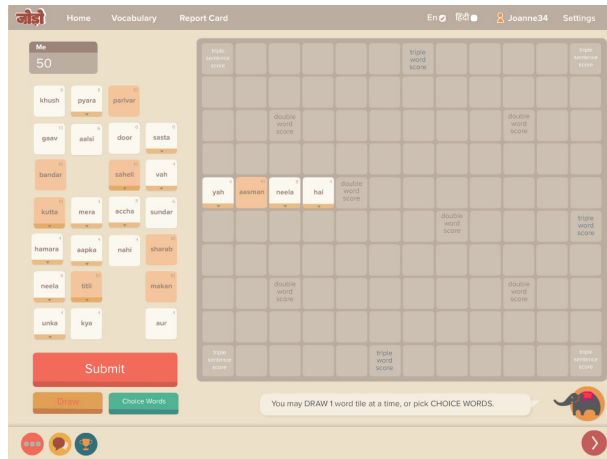 जोड़ो
Home Vocabulary Report Card
En हिंदी Joanne34 Settings
Me
50
khush pyara parivar
gaav aalsi door sasta
bandar saheli vah
kutta mera accha sundar
hamara aapka nahi sharab
neela titli makan
unka kya aur
Submit
Draw Choice Words
triple sentence score
triple word score
triple sentence score
double word score
double word score
yah aasman neela hai
double word score
double word score
triple word score
double word score
double word score
triple sentence score
triple word score
triple sentence score
You may DRAW 1 word tile at a time, or pick CHOICE WORDS.